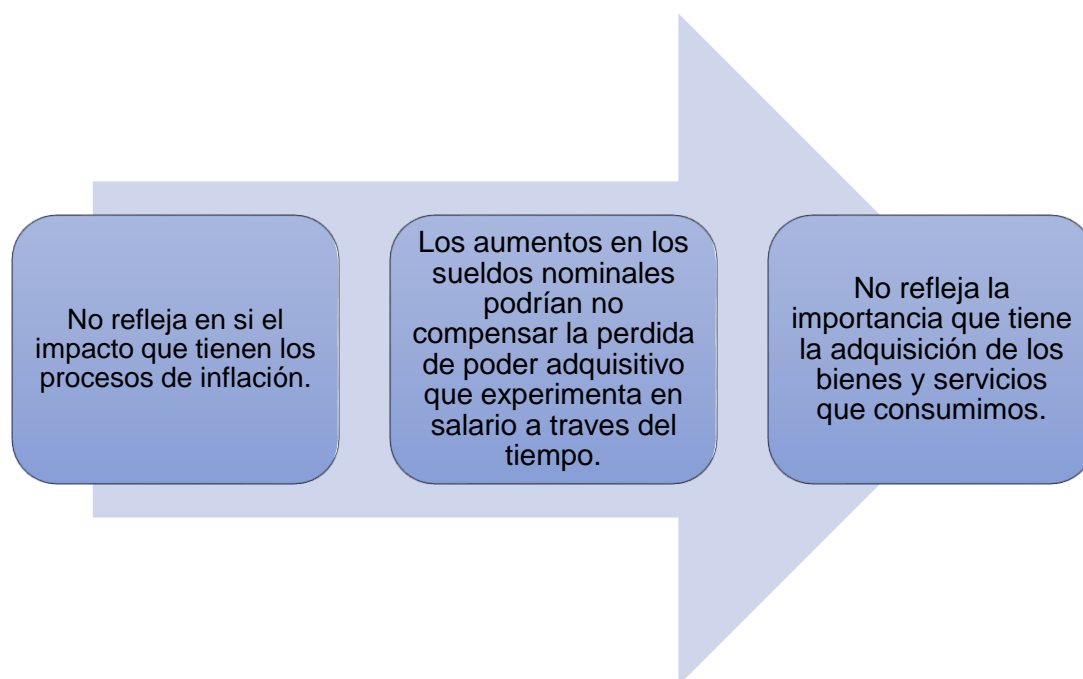 No refleja en si el
impacto que tienen los
procesos de inflación.
Los aumentos en los
sueldos nominales
podrían no
compensar la perdida
de poder adquisitivo
que experimenta en
salario a traves del
tiempo.
No refleja la
importancia que tiene
la adquisición de los
bienes y servicios
que consumimos.